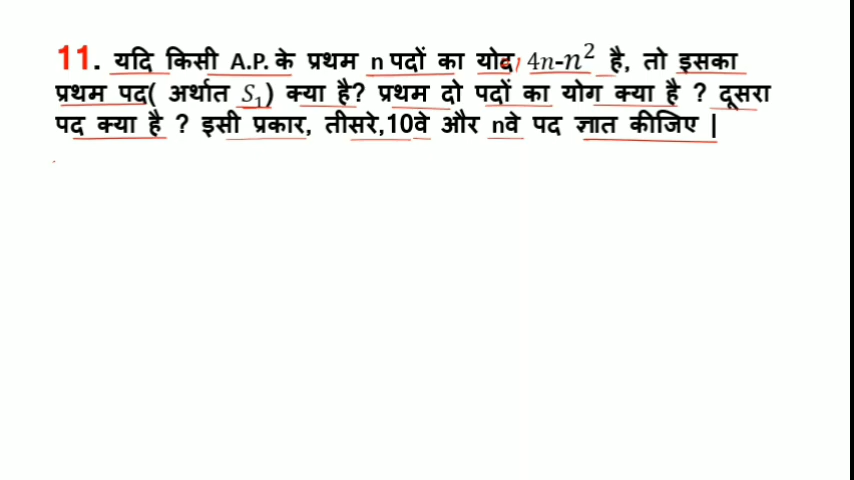 11. यदि किसी A.P. के प्रथम n पदों का योद 4n-n² है, तो इसका
प्रथम पद( अर्थात S₁) क्या है? प्रथम दो पदों का योग क्या है ? दूसरा
पद क्या है ? इसी प्रकार, तीसरे,10वे और nवे पद ज्ञात कीजिए |